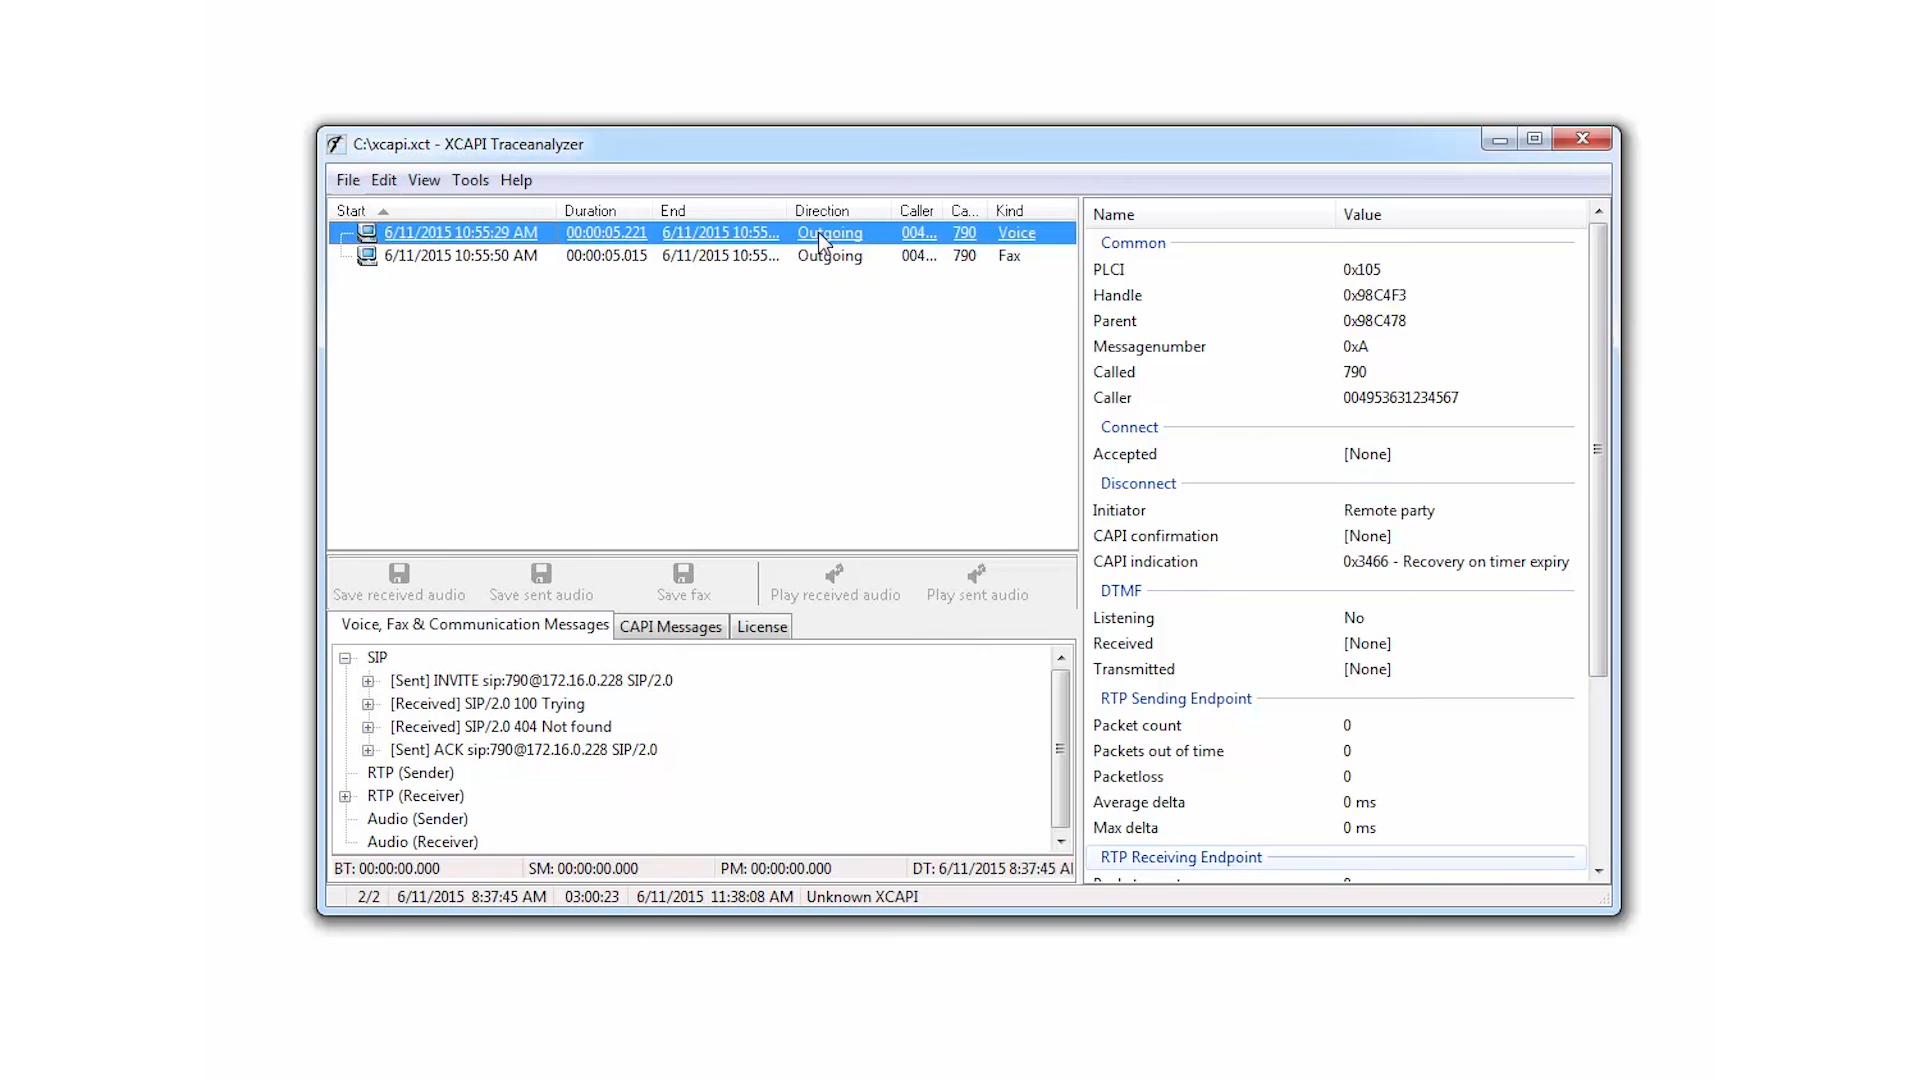 C:\xcapi.xct - XCAPI Traceanalyzer
File Edit View Tools Help
Start Duration End Direction Caller Ca... Kind
6/11/2015 10:55:29 AM 00:00:05.221 6/11/2015 10:55... Outgoing 004... 790 Voice
6/11/2015 10:55:50 AM 00:00:05.015 6/11/2015 10:55... Outgoing 004... 790 Fax
Save received audio Save sent audio Save fax Play received audio Play sent audio
Voice, Fax & Communication Messages CAPI Messages License
SIP
[Sent] INVITE sip:790@172.16.0.228 SIP/2.0
[Received] SIP/2.0 100 Trying
[Received] SIP/2.0 404 Not found
[Sent] ACK sip:790@172.16.0.228 SIP/2.0
RTP (Sender)
RTP (Receiver)
Audio (Sender)
Audio (Receiver)
BT: 00:00:00.000 SM: 00:00:00.000 PM: 00:00:00.000 DT: 6/11/2015 8:37:45 A
Name Value
Common
PLCI 0x105
Handle 0x98C4F3
Parent 0x98C478
Messagenumber 0xA
Called 790
Caller 004953631234567
Connect
Accepted [None]
Disconnect
Initiator Remote party
CAPI confirmation [None]
CAPI indication 0x3466 - Recovery on timer expiry
DTMF
Listening No
Received [None]
Transmitted [None]
RTP Sending Endpoint
Packet count 0
Packets out of time 0
Packetloss 0
Average delta 0 ms
Max delta 0 ms
RTP Receiving Endpoint
2/2 6/11/2015 8:37:45 AM 03:00:23 6/11/2015 11:38:08 AM Unknown XCAPI